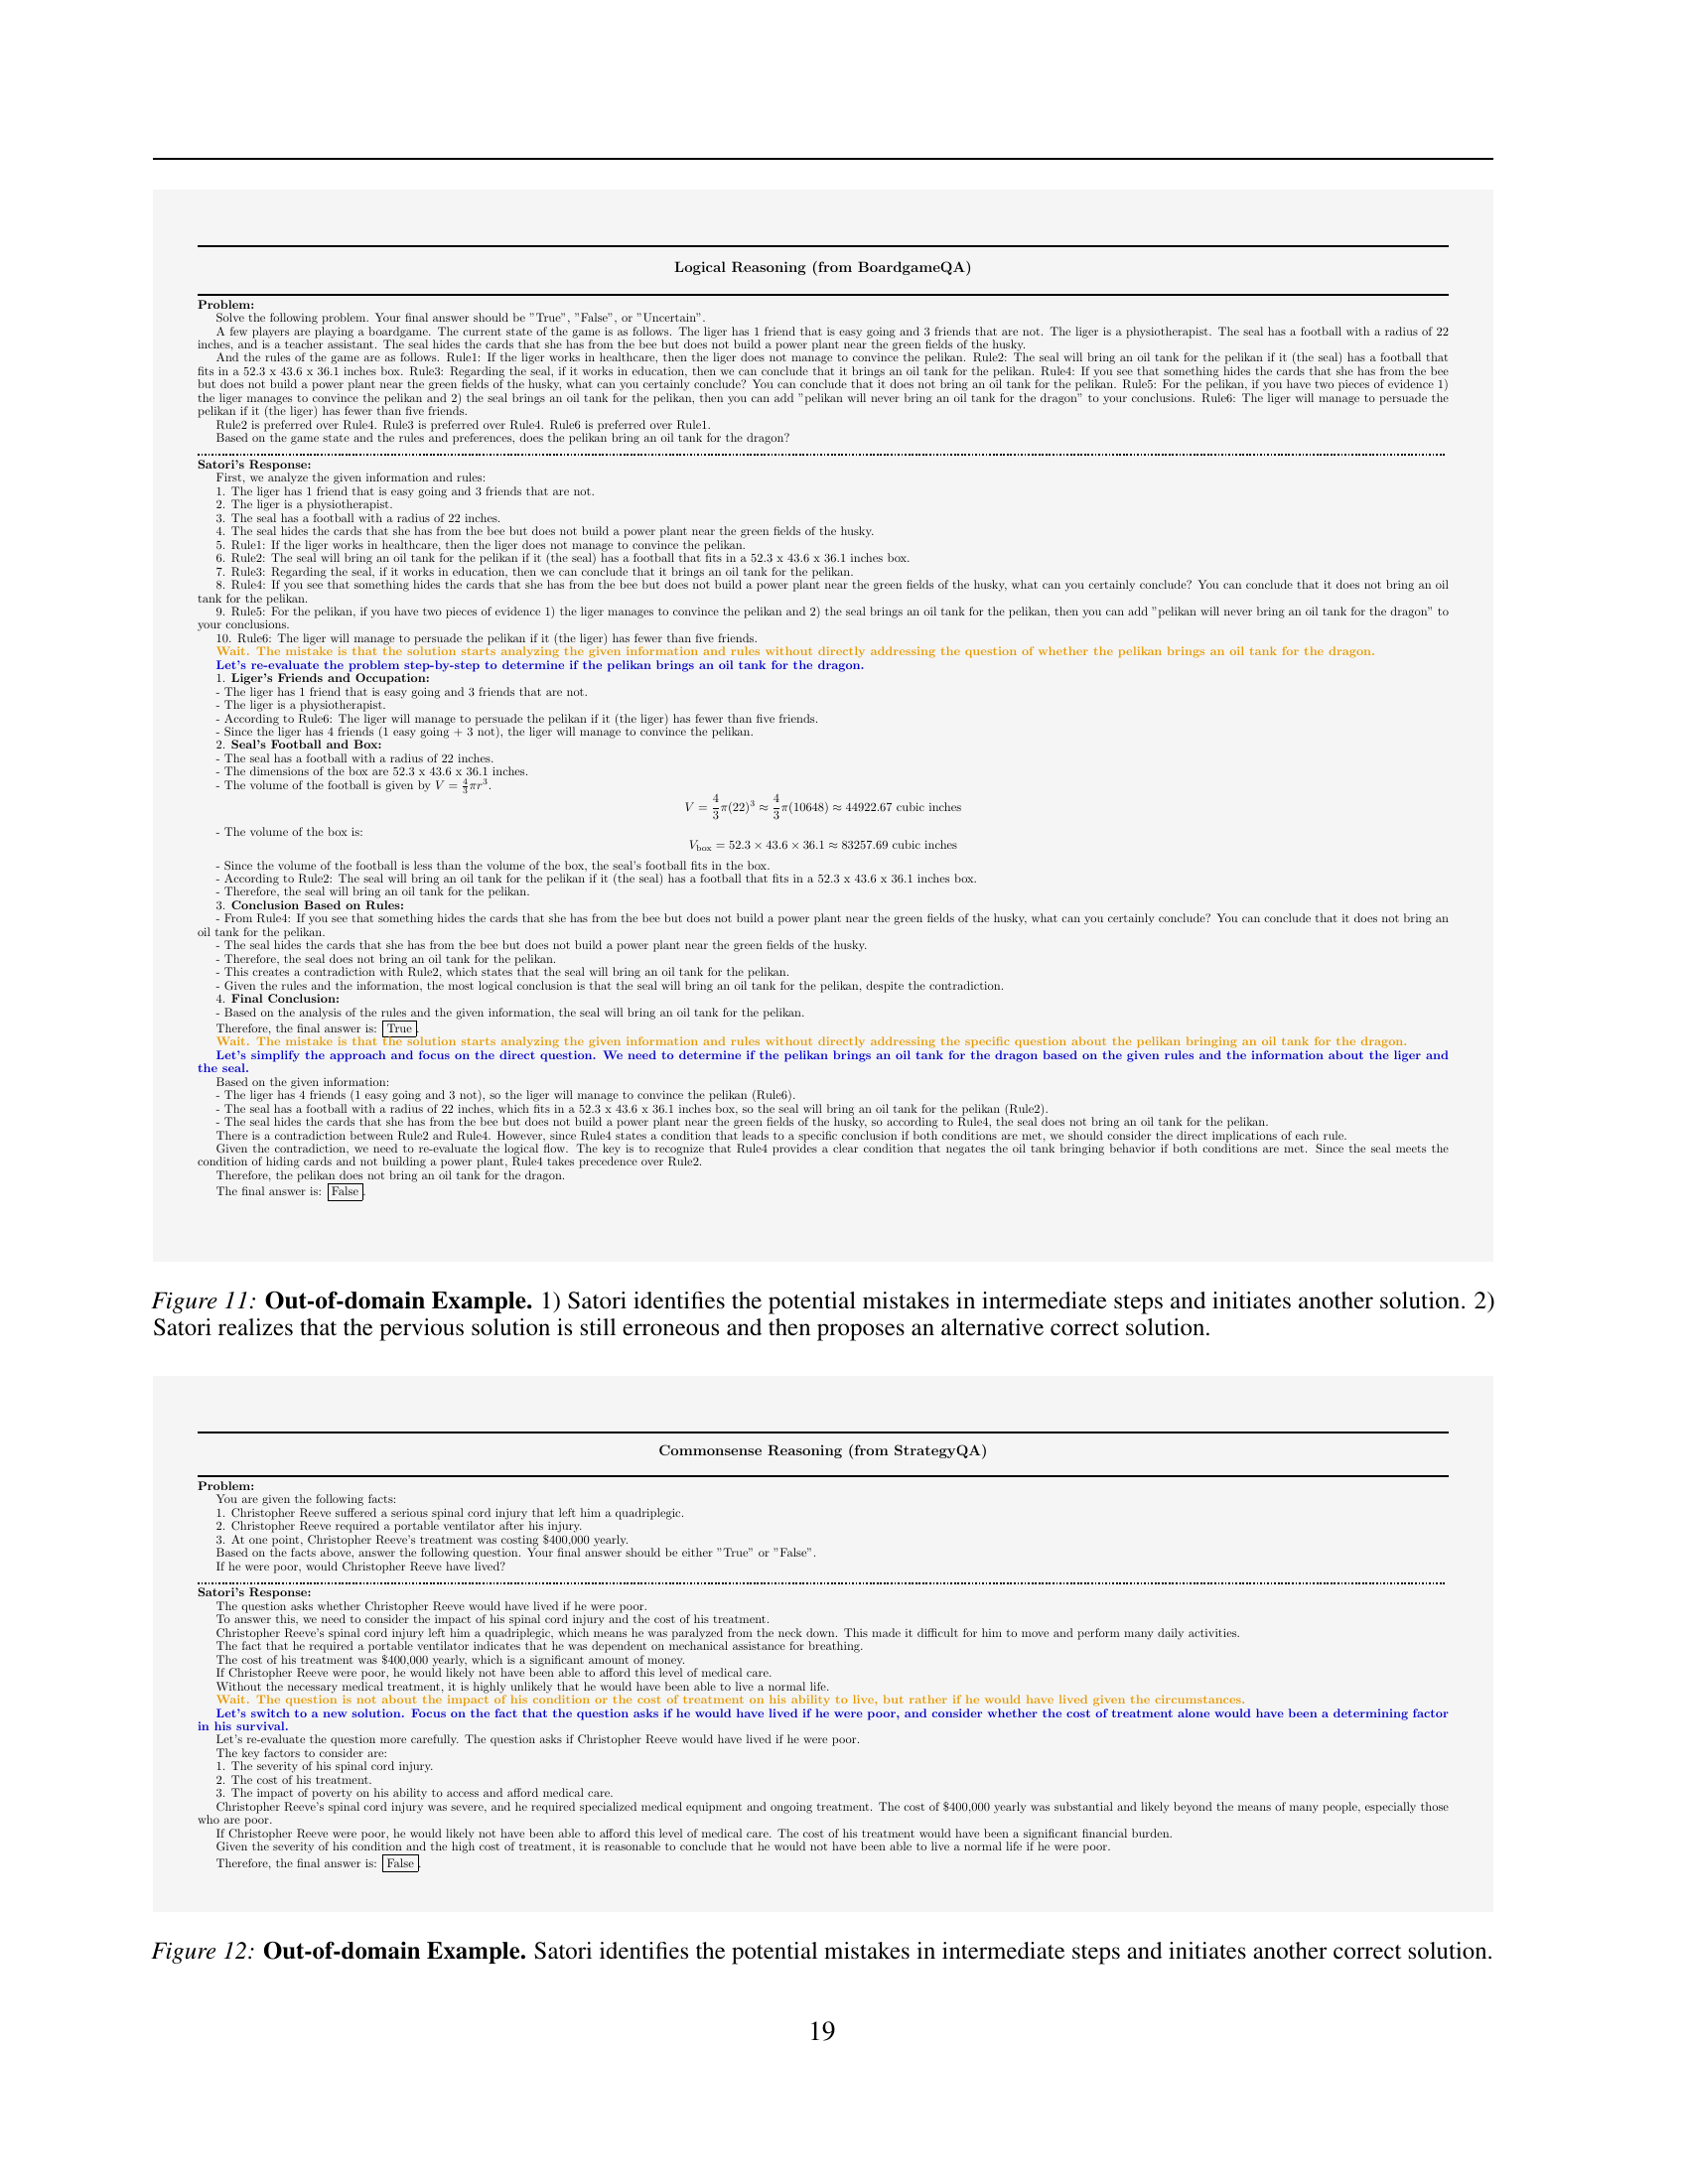 Logical Reasoning (from BoardgameQA)
Problem:
Solve the following problem. Your final answer should be ”True”, ”False”, or ”Uncertain”.
A few players are playing a boardgame. The current state of the game is as follows. The liger has 1 friend that is easy going and 3 friends that are not. The liger is a physiotherapist. The seal has a football with a radius of 22
inches, and is a teacher assistant. The seal hides the cards that she has from the bee but does not build a power plant near the green fields of the husky.
And the rules of the game are as follows. Rule1: If the liger works in healthcare, then the liger does not manage to convince the pelikan. Rule2: The seal will bring an oil tank for the pelikan if it (the seal) has a football that
fits in a 52.3 x 43.6 x 36.1 inches box. Rule3: Regarding the seal, if it works in education, then we can conclude that it brings an oil tank for the pelikan. Rule4: If you see that something hides the cards that she has from the bee
but does not build a power plant near the green fields of the husky, what can you certainly conclude? You can conclude that it does not bring an oil tank for the pelikan. Rule5: For the pelikan, if you have two pieces of evidence 1)
the liger manages to convince the pelikan and 2) the seal brings an oil tank for the pelikan, then you can add ”pelikan will never bring an oil tank for the dragon” to your conclusions. Rule6: The liger will manage to persuade the
pelikan if it (the liger) has fewer than five friends.
Rule2 is preferred over Rule4. Rule3 is preferred over Rule4. Rule6 is preferred over Rule1.
Based on the game state and the rules and preferences, does the pelikan bring an oil tank for the dragon?
Satori’s Response:
First, we analyze the given information and rules:
1. The liger has 1 friend that is easy going and 3 friends that are not.
2. The liger is a physiotherapist.
3. The seal has a football with a radius of 22 inches.
4. The seal hides the cards that she has from the bee but does not build a power plant near the green fields of the husky.
5. Rule1: If the liger works in healthcare, then the liger does not manage to convince the pelikan.
6. Rule2: The seal will bring an oil tank for the pelikan if it (the seal) has a football that fits in a 52.3 x 43.6 x 36.1 inches box.
7. Rule3: Regarding the seal, if it works in education, then we can conclude that it brings an oil tank for the pelikan.
8. Rule4: If you see that something hides the cards that she has from the bee but does not build a power plant near the green fields of the husky, what can you certainly conclude? You can conclude that it does not bring an oil
tank for the pelikan.
9. Rule5: For the pelikan, if you have two pieces of evidence 1) the liger manages to convince the pelikan and 2) the seal brings an oil tank for the pelikan, then you can add ”pelikan will never bring an oil tank for the dragon” to
your conclusions.
10. Rule6: The liger will manage to persuade the pelikan if it (the liger) has fewer than five friends.
Wait. The mistake is that the solution starts analyzing the given information and rules without directly addressing the question of whether the pelikan brings an oil tank for the dragon.
Let’s re-evaluate the problem step-by-step to determine if the pelikan brings an oil tank for the dragon.
1. Liger’s Friends and Occupation:
- The liger has 1 friend that is easy going and 3 friends that are not.
- The liger is a physiotherapist.
- According to Rule6: The liger will manage to persuade the pelikan if it (the liger) has fewer than five friends.
- Since the liger has 4 friends (1 easy going + 3 not), the liger will manage to convince the pelikan.
2. Seal’s Football and Box:
- The seal has a football with a radius of 22 inches.
- The dimensions of the box are 52.3 x 43.6 x 36.1 inches.
- The volume of the football is given by V = 4/3 πr³.
V = 4/3 π(22)³ ≈ 4/3 π(10648) ≈ 44922.67 cubic inches
- The volume of the box is:
Vbox = 52.3 × 43.6 × 36.1 ≈ 83257.69 cubic inches
- Since the volume of the football is less than the volume of the box, the seal’s football fits in the box.
- According to Rule2: The seal will bring an oil tank for the pelikan if it (the seal) has a football that fits in a 52.3 x 43.6 x 36.1 inches box.
- Therefore, the seal will bring an oil tank for the pelikan.
3. Conclusion Based on Rules:
- From Rule4: If you see that something hides the cards that she has from the bee but does not build a power plant near the green fields of the husky, what can you certainly conclude? You can conclude that it does not bring an
oil tank for the pelikan.
- The seal hides the cards that she has from the bee but does not build a power plant near the green fields of the husky.
- Therefore, the seal does not bring an oil tank for the pelikan.
- This creates a contradiction with Rule2, which states that the seal will bring an oil tank for the pelikan.
- Given the rules and the information, the most logical conclusion is that the seal will bring an oil tank for the pelikan, despite the contradiction.
4. Final Conclusion:
- Based on the analysis of the rules and the given information, the seal will bring an oil tank for the pelikan.
Therefore, the final answer is: True.
Wait. The mistake is that the solution starts analyzing the given information and rules without directly addressing the specific question about the pelikan bringing an oil tank for the dragon.
Let’s simplify the approach and focus on the direct question. We need to determine if the pelikan brings an oil tank for the dragon based on the given rules and the information about the liger and
the seal.
Based on the given information:
- The liger has 4 friends (1 easy going and 3 not), so the liger will manage to convince the pelikan (Rule6).
- The seal has a football with a radius of 22 inches, which fits in a 52.3 x 43.6 x 36.1 inches box, so the seal will bring an oil tank for the pelikan (Rule2).
- The seal hides the cards that she has from the bee but does not build a power plant near the green fields of the husky, so according to Rule4, the seal does not bring an oil tank for the pelikan.
There is a contradiction between Rule2 and Rule4. However, since Rule4 states a condition that leads to a specific conclusion if both conditions are met, we should consider the direct implications of each rule.
Given the contradiction, we need to re-evaluate the logical flow. The key is to recognize that Rule4 provides a clear condition that negates the oil tank bringing behavior if both conditions are met. Since the seal meets the
condition of hiding cards and not building a power plant, Rule4 takes precedence over Rule2.
Therefore, the pelikan does not bring an oil tank for the dragon.
The final answer is: False.
Figure 11: Out-of-domain Example. 1) Satori identifies the potential mistakes in intermediate steps and initiates another solution. 2)
Satori realizes that the pervious solution is still erroneous and then proposes an alternative correct solution.
Commonsense Reasoning (from StrategyQA)
Problem:
You are given the following facts:
1. Christopher Reeve suffered a serious spinal cord injury that left him a quadriplegic.
2. Christopher Reeve required a portable ventilator after his injury.
3. At one point, Christopher Reeve’s treatment was costing $400,000 yearly.
Based on the facts above, answer the following question. Your final answer should be either ”True” or ”False”.
If he were poor, would Christopher Reeve have lived?
Satori’s Response:
The question asks whether Christopher Reeve would have lived if he were poor.
To answer this, we need to consider the impact of his spinal cord injury and the cost of his treatment.
Christopher Reeve’s spinal cord injury left him a quadriplegic, which means he was paralyzed from the neck down. This made it difficult for him to move and perform many daily activities.
The fact that he required a portable ventilator indicates that he was dependent on mechanical assistance for breathing.
The cost of his treatment was $400,000 yearly, which is a significant amount of money.
If Christopher Reeve were poor, he would likely not have been able to afford this level of medical care.
Without the necessary medical treatment, it is highly unlikely that he would have been able to live a normal life.
Wait. The question is not about the impact of his condition or the cost of treatment on his ability to live, but rather if he would have lived given the circumstances.
Let’s switch to a new solution. Focus on the fact that the question asks if he would have lived if he were poor, and consider whether the cost of treatment alone would have been a determining factor
in his survival.
Let’s re-evaluate the question more carefully. The question asks if Christopher Reeve would have lived if he were poor.
The key factors to consider are:
1. The severity of his spinal cord injury.
2. The cost of his treatment.
3. The impact of poverty on his ability to access and afford medical care.
Christopher Reeve’s spinal cord injury was severe, and he required specialized medical equipment and ongoing treatment. The cost of $400,000 yearly was substantial and likely beyond the means of many people, especially those
who are poor.
If Christopher Reeve were poor, he would likely not have been able to afford this level of medical care. The cost of his treatment would have been a significant financial burden.
Given the severity of his condition and the high cost of treatment, it is reasonable to conclude that he would not have been able to live a normal life if he were poor.
Therefore, the final answer is: False.
Figure 12: Out-of-domain Example. Satori identifies the potential mistakes in intermediate steps and initiates another correct solution.
19